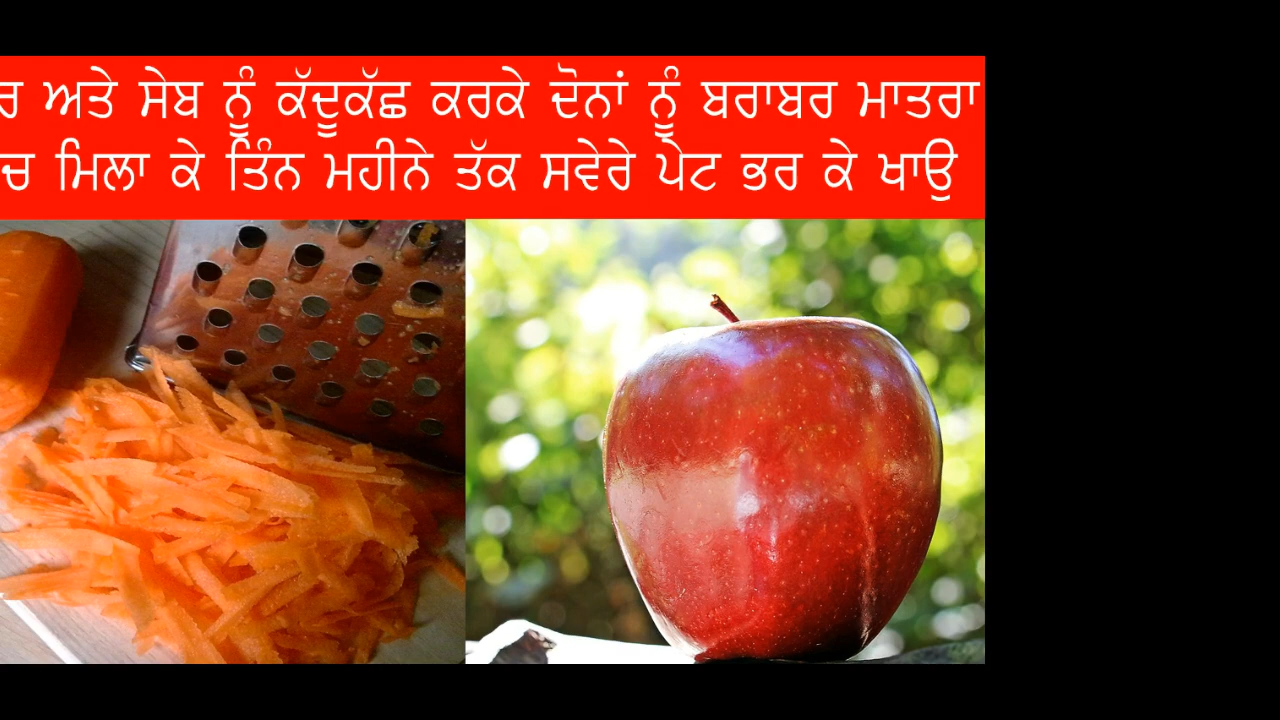 ਅਤੇ ਸੇਬ ਨੂੰ ਕੱਦੂਕੱਛ ਕਰਕੇ ਦੋਨਾਂ ਨੂੰ ਬਰਾਬਰ ਮਾਤਰਾ
ਮਿਲਾ ਕੇ ਤਿੰਨ ਮਹੀਨੇ ਤੱਕ ਸਵੇਰੇ ਪੇਟ ਭਰ ਕੇ ਖਾਉ